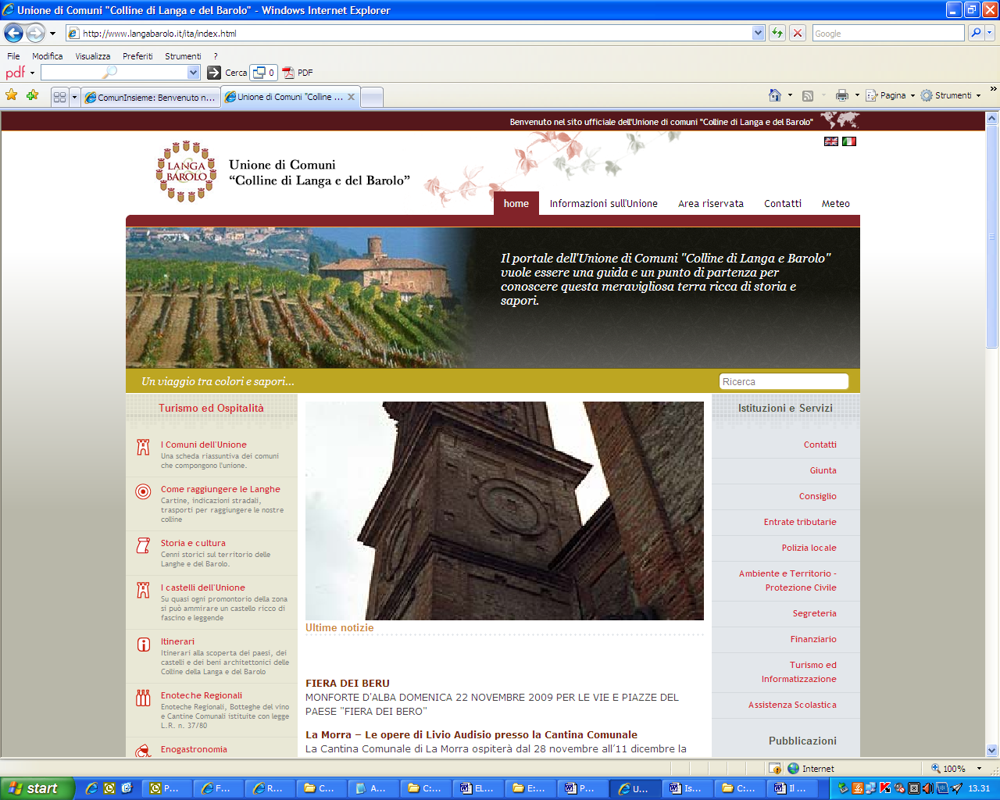 Unione di Comuni "Colline di Langa e del Barolo" - Windows Internet Explorer
http://www.langabarolo.it/ita/index.html
Google
File Modifica Visualizza Preferiti Strumenti ?
pdf Cerca 0 PDF
ComunInsieme: Benvenuto n... Unione di Comuni "Colline ... Pagina Strumenti
Benvenuto nel sito ufficiale dell'Unione di comuni "Colline di Langa e del Barolo"
LANGA & BAROLO
Unione di Comuni
“Colline di Langa e del Barolo”
home Informazioni sull'Unione Area riservata Contatti Meteo
Il portale dell'Unione di Comuni "Colline di Langa e Barolo"
vuole essere una guida e un punto di partenza per
conoscere questa meravigliosa terra ricca di storia e
sapori.
Un viaggio tra colori e sapori...
Ricerca
Turismo ed Ospitalità
I Comuni dell'Unione
Una scheda riassuntiva dei comuni
che compongono l'unione.
Come raggiungere le Langhe
Cartine, indicazioni stradali,
trasporti per raggiungere le nostre
colline
Storia e cultura
Cenni storici sul territorio delle
Langhe e del Barolo.
I castelli dell'Unione
Su quasi ogni promontorio della zona
si può ammirare un castello ricco di
fascino e leggende
Itinerari
Itinerari alla scoperta dei paesi, dei
castelli e dei beni architettonici delle
Colline della Langa e del Barolo
Enoteche Regionali
Enoteche Regionali, Botteghe del vino
e Cantine Comunali istituite con legge
L.R. n. 37/80
Enogastronomia
Ultime notizie
FIERA DEI BERU
MONFORTE D'ALBA DOMENICA 22 NOVEMBRE 2009 PER LE VIE E PIAZZE DEL
PAESE "FIERA DEI BERO"
La Morra – Le opere di Livio Audisio presso la Cantina Comunale
La Cantina Comunale di La Morra ospiterà dal 28 novembre all’11 dicembre la
Istituzioni e Servizi
Contatti
Giunta
Consiglio
Entrate tributarie
Polizia locale
Ambiente e Territorio -
Protezione Civile
Segreteria
Finanziario
Turismo ed
Informatizzazione
Assistenza Scolastica
Pubblicazioni
Internet 100%
start P... F... R... C... A... C:... EL... E:... P... U... Is... C:... Il ... 13.31